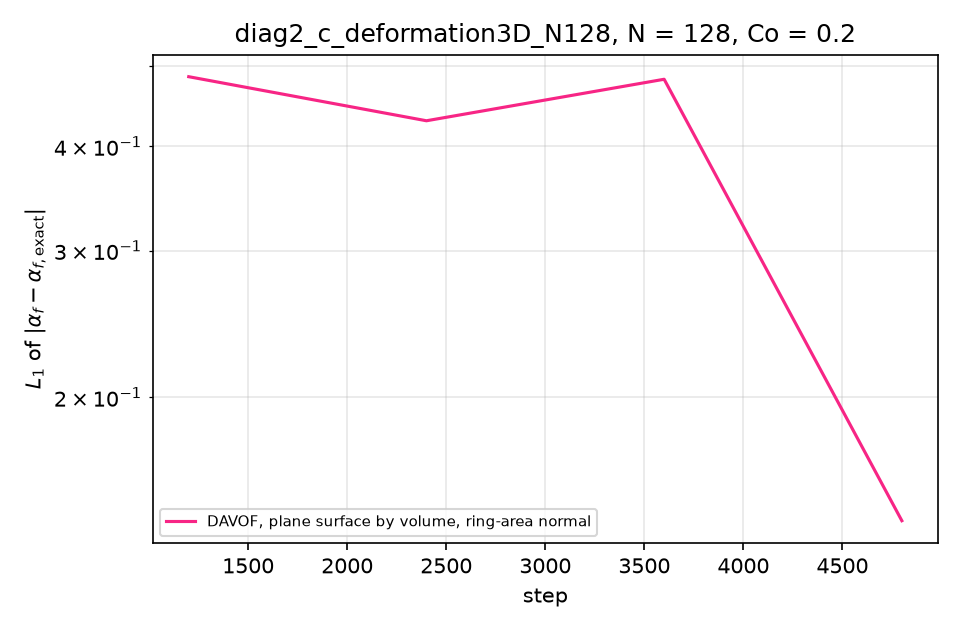 diag2_c_deformation3D_N128, N = 128, Co = 0.2
L₁ of |α_f − α_{f,exact}|
4 × 10⁻¹
3 × 10⁻¹
2 × 10⁻¹
DAVOF, plane surface by volume, ring-area normal
1500 2000 2500 3000 3500 4000 4500
step